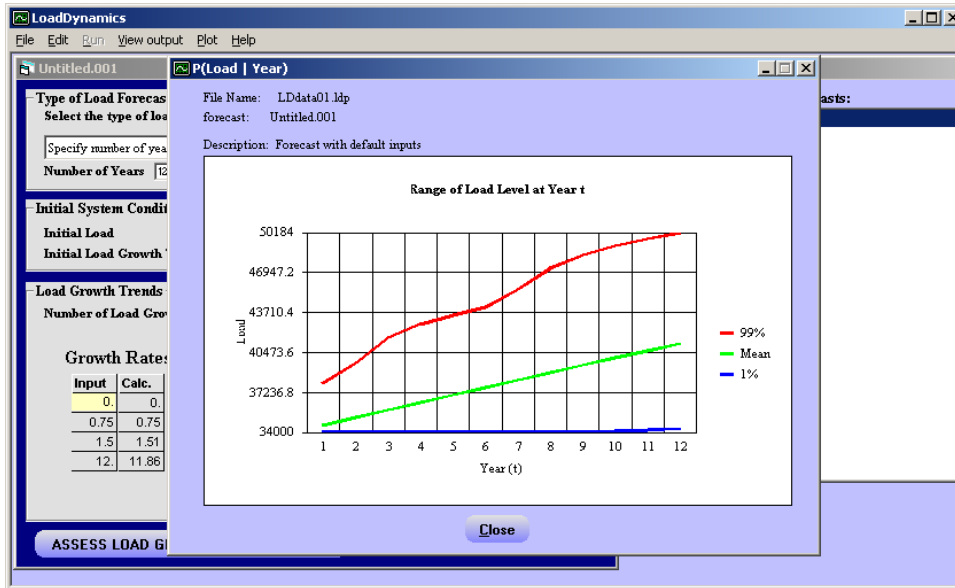 LoadDynamics
File Edit Run View output Plot Help
Untitled.001
Type of Load Forecas
Select the type of loa
Specify number of yea
Number of Years 12
Initial System Condit
Initial Load
Initial Load Growth
Load Growth Trends
Number of Load Grov
Growth Rates
Input Calc.
0. 0.
0.75 0.75
1.5 1.51
12. 11.86
ASSESS LOAD G
asts:
P(Load | Year)
File Name: LDdata01.ldp
forecast: Untitled.001
Description: Forecast with default inputs
Range of Load Level at Year t
50184
46947.2
43710.4
40473.6
37236.8
34000
Load
1 2 3 4 5 6 7 8 9 10 11 12
Year (t)
99%
Mean
1%
Close